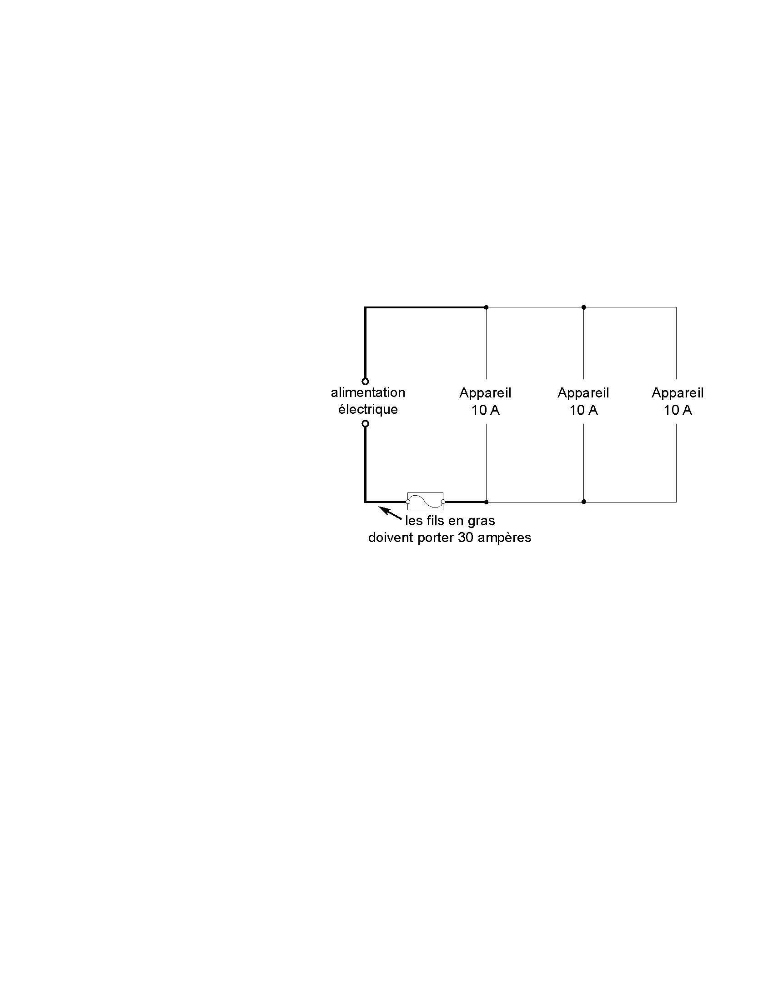 alimentation
électrique
Appareil
10 A
Appareil
10 A
Appareil
10 A
les fils en gras
doivent porter 30 ampères